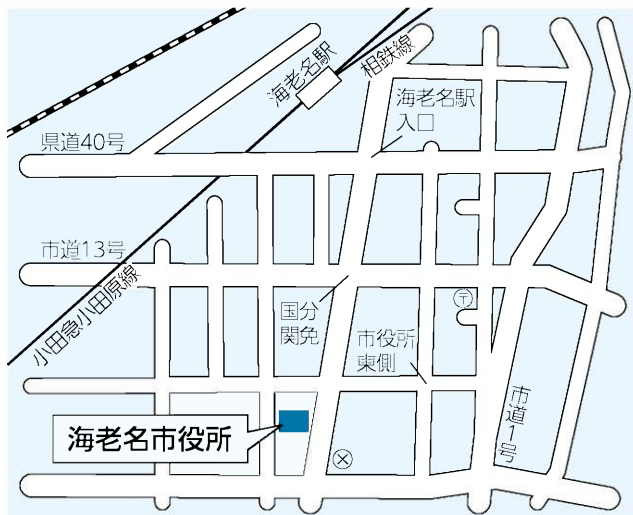 海老名駅
相鉄線
海老名駅
入口
県道40号
市道13号
小田急小田原線
国分
関免
〒
市役所
東側
市道1号
海老名市役所